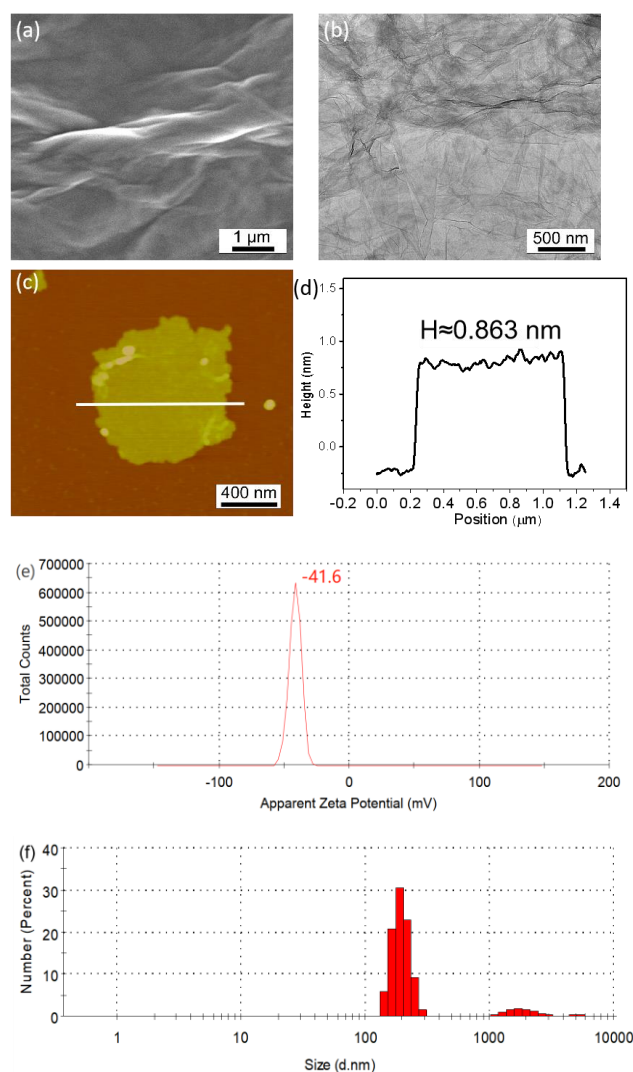 (a)
1 µm
(b)
500 nm
(c)
400 nm
(d)
H≈0.863 nm
1.5
1.0
0.5
0.0
Height (nm)
-0.2 0.0 0.2 0.4 0.6 0.8 1.0 1.2 1.4
Position (µm)
(e)
-41.6
700000
600000
500000
400000
300000
200000
100000
0
Total Counts
-100 0 100 200
Apparent Zeta Potential (mV)
(f)
40
30
20
10
0
Number (Percent)
1 10 100 1000 10000
Size (d.nm)